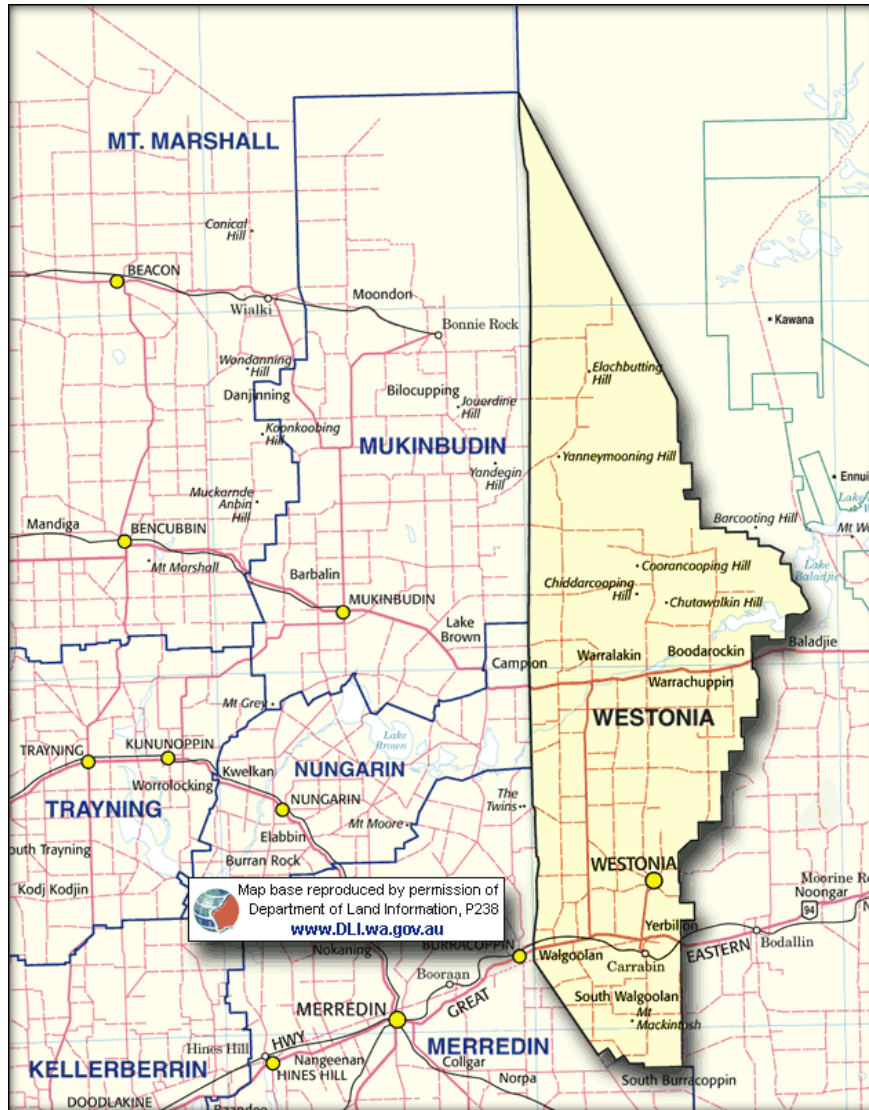 MT. MARSHALL
Conical
Hill
BEACON
Wialki
Moondon
Bonnie Rock
Kawana
Wondanning
Hill
Danjinning
Elachbutting
Hill
Bilocupping
Jouerdine
Hill
Koonkoobing
Hill
MUKINBUDIN
Yanneymooning Hill
Yandegin
Hill
Muckarnde
Anbin
Hill
Ennui
Lake
Mandiga
BENCUBBIN
Barcooting Hill
Mt We
Mt Marshall
Barbalin
Coorancooping Hill
Lake
Baladjie
Chiddarcooping
Hill
Chutawalkin Hill
MUKINBUDIN
Lake
Brown
Campion
Warralakin
Boodarockin
Baladjie
Warrachuppin
Mt Grey
WESTONIA
TRAYNING
KUNUNOPPIN
Lake
Brown
Kwelkan
NUNGARIN
Worrolocking
TRAYNING
NUNGARIN
The
Twins
Mt Moore
Elabbin
outh Trayning
Burran Rock
WESTONIA
Kodj Kodjin
Moorine Ro
Noongar
Map base reproduced by permission of
Department of Land Information, P238
www.DLI.wa.gov.au
94
N
Yerbilon
Nokaning
BURRACOPPIN
Walgoolan
Carrabin
EASTERN
Bodallin
Booraan
South Walgoolan
GREAT
MERREDIN
Mt
Mackintosh
HWY
Hines Hill
Nangeenan
MERREDIN
KELLERBERRIN
HINES HILL
Collgar
Norpa
South Burracoppin
DOODLAKINE
Baandee